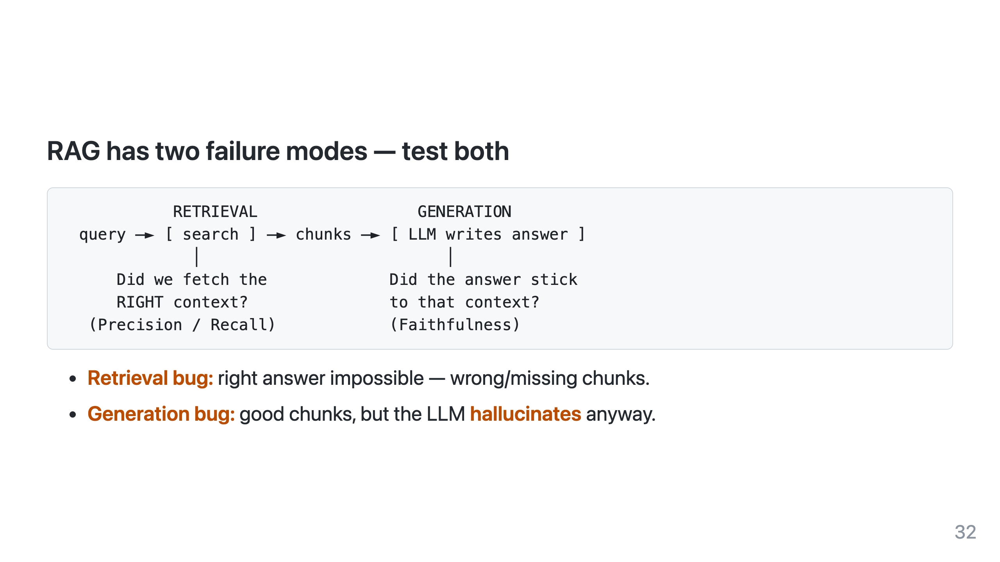 RAG has two failure modes — test both
RETRIEVAL GENERATION
query —► [ search ] —► chunks —► [ LLM writes answer ]
│ │
Did we fetch the Did the answer stick
RIGHT context? to that context?
(Precision / Recall) (Faithfulness)
• Retrieval bug: right answer impossible — wrong/missing chunks.
• Generation bug: good chunks, but the LLM hallucinates anyway.
32